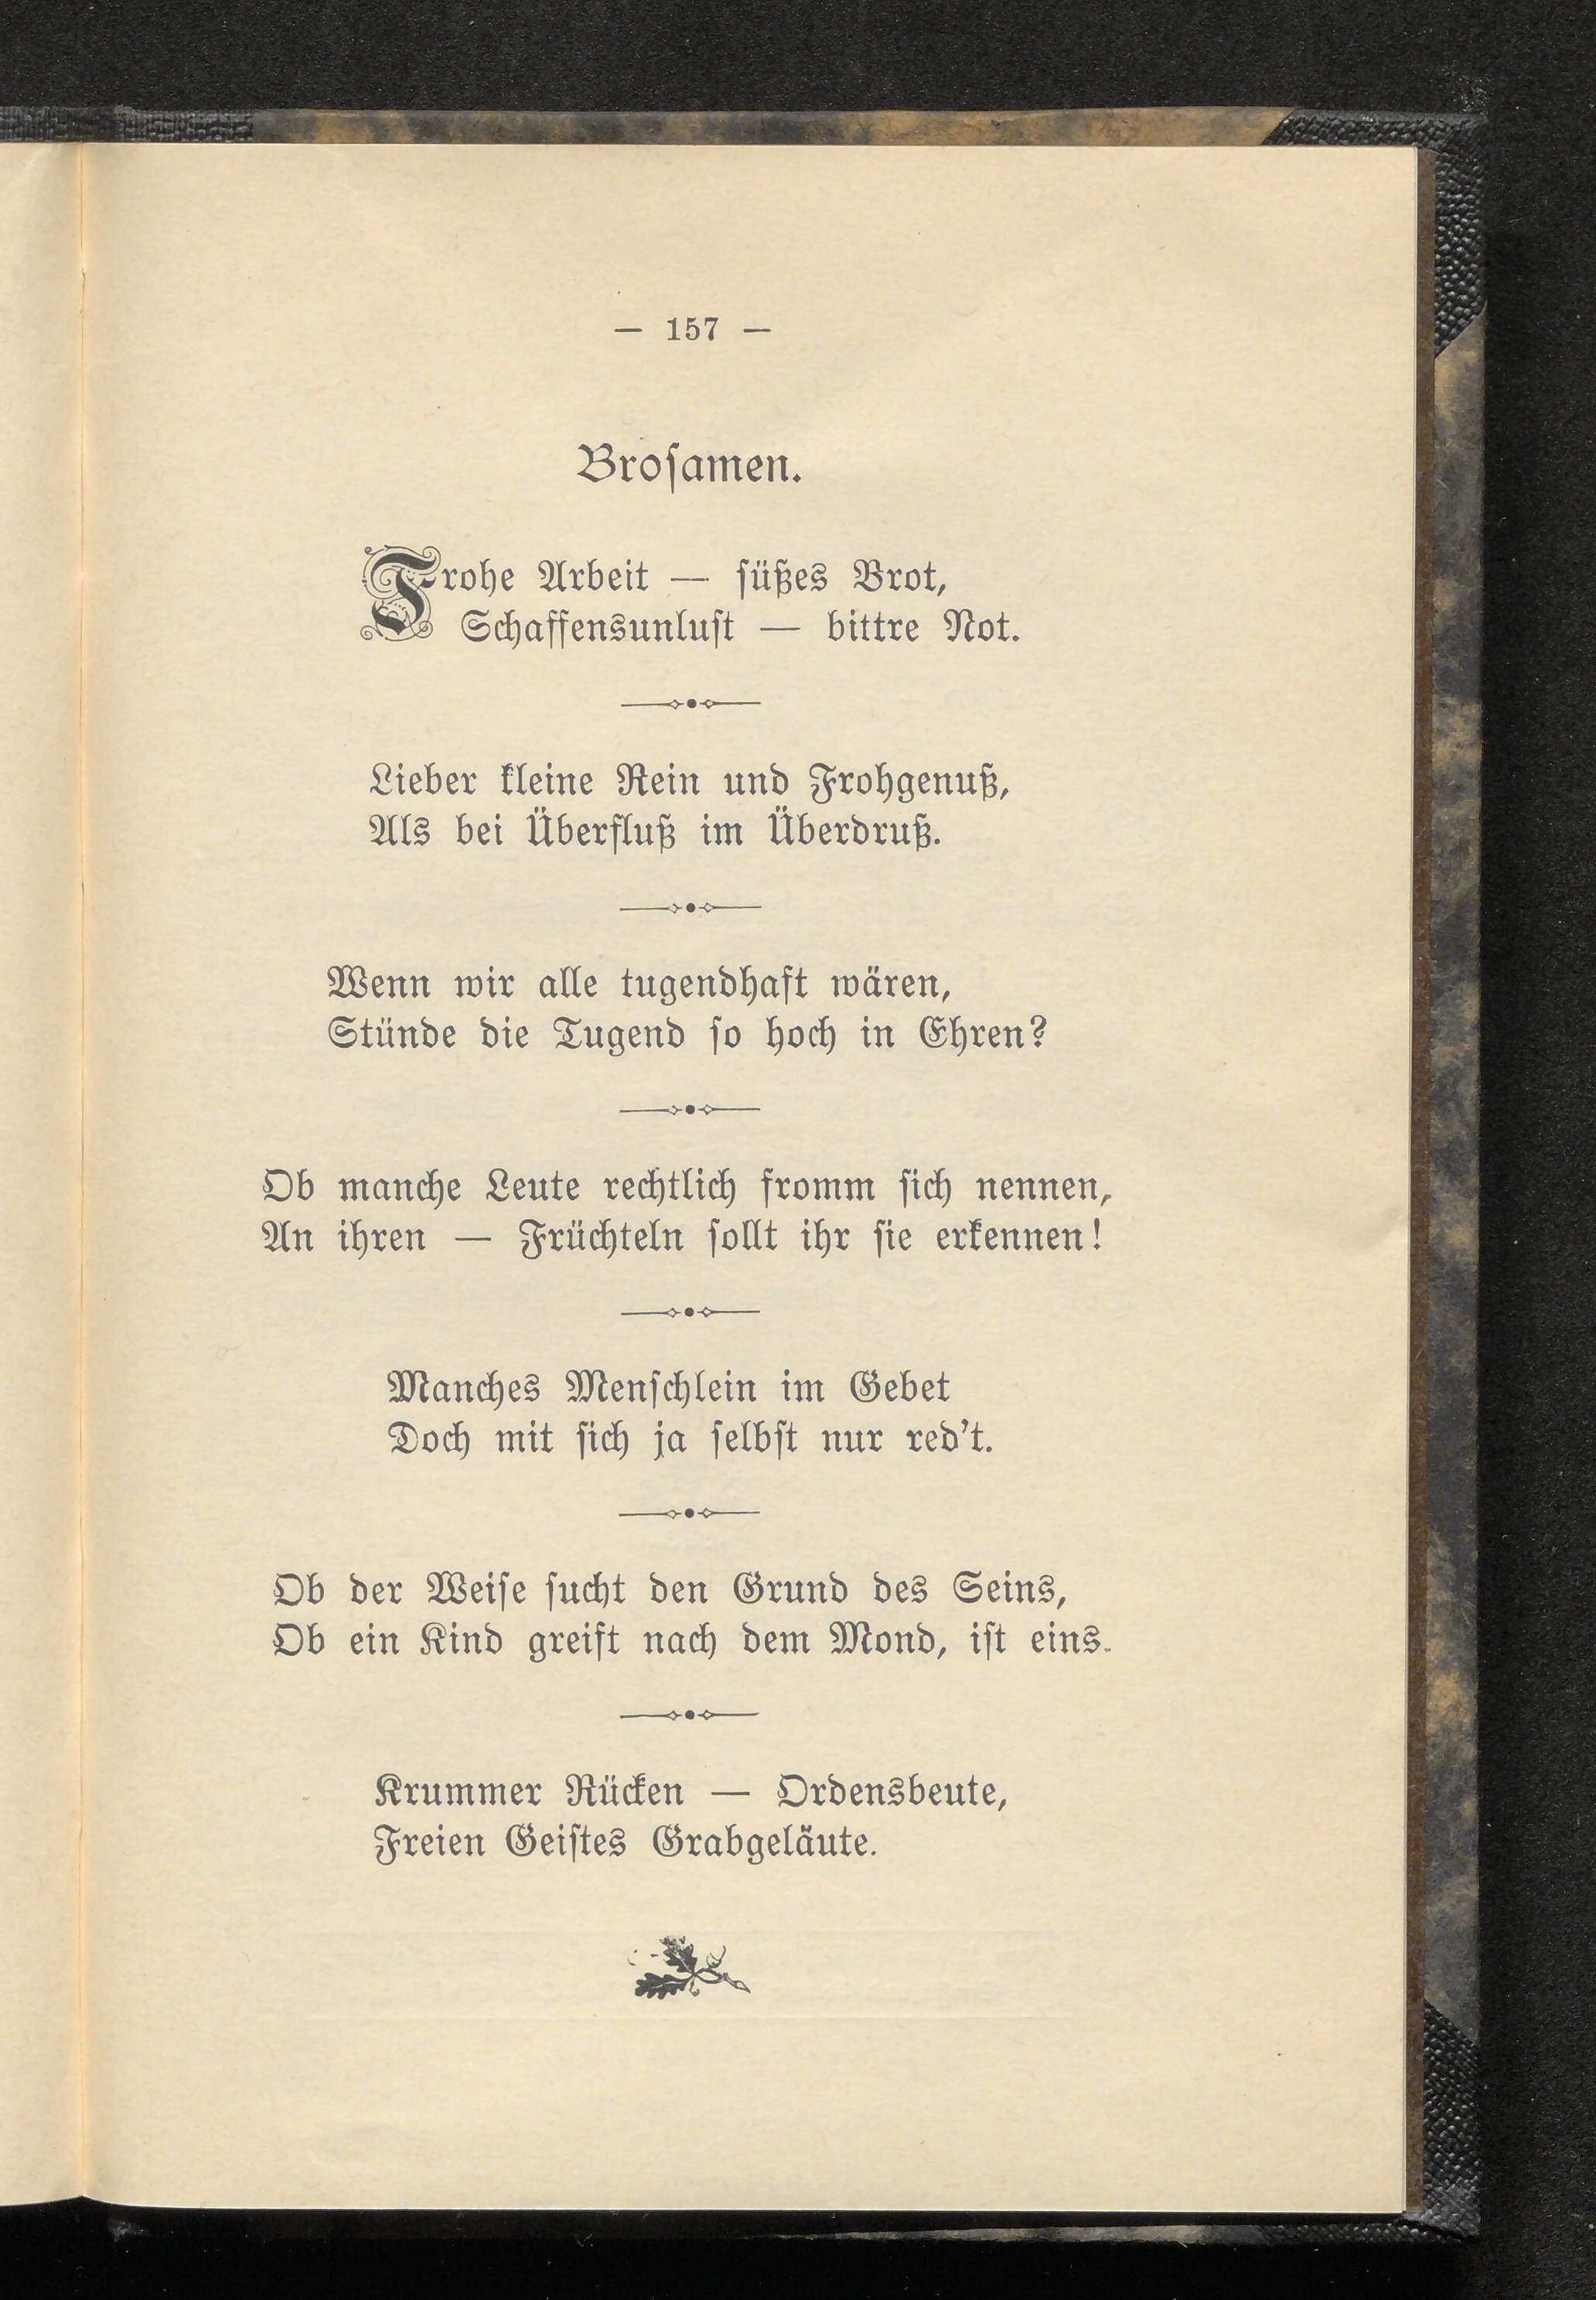 — 157 —
Broſamen.
Frohe Arbeit — ſüßes Brot,
Schaffensunluſt — bittre Not.
Lieber kleine Rein und Frohgenuß,
Als bei Überfluß im Überdruß.
Wenn wir alle tugendhaft wären,
Stünde die Tugend ſo hoch in Ehren?
Ob manche Leute rechtlich fromm ſich nennen,
An ihren — Früchteln ſollt ihr ſie erkennen!
Manches Menſchlein im Gebet
Doch mit ſich ja ſelbſt nur red't.
Ob der Weiſe ſucht den Grund des Seins,
Ob ein Kind greift nach dem Mond, iſt eins.
Krummer Rücken — Ordensbeute,
Freien Geiſtes Grabgeläute.